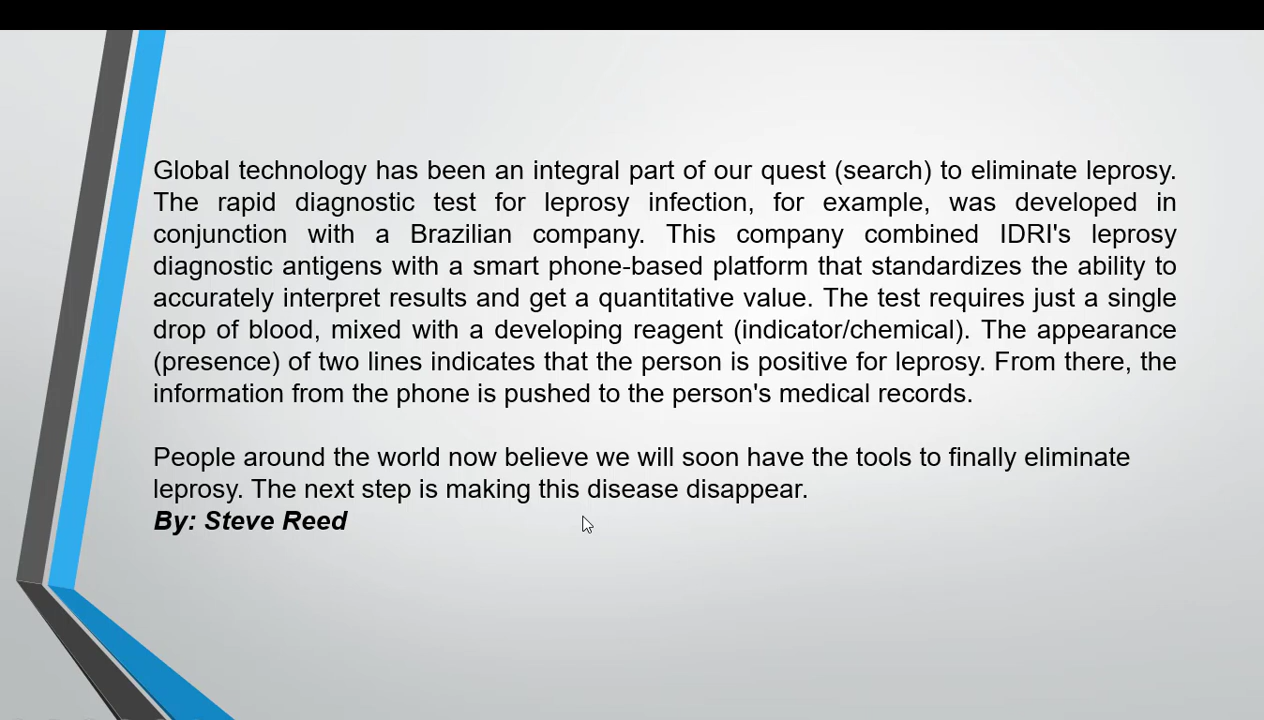 Global technology has been an integral part of our quest (search) to eliminate leprosy.
The rapid diagnostic test for leprosy infection, for example, was developed in
conjunction with a Brazilian company. This company combined IDRI's leprosy
diagnostic antigens with a smart phone-based platform that standardizes the ability to
accurately interpret results and get a quantitative value. The test requires just a single
drop of blood, mixed with a developing reagent (indicator/chemical). The appearance
(presence) of two lines indicates that the person is positive for leprosy. From there, the
information from the phone is pushed to the person's medical records.
People around the world now believe we will soon have the tools to finally eliminate
leprosy. The next step is making this disease disappear.
By: Steve Reed